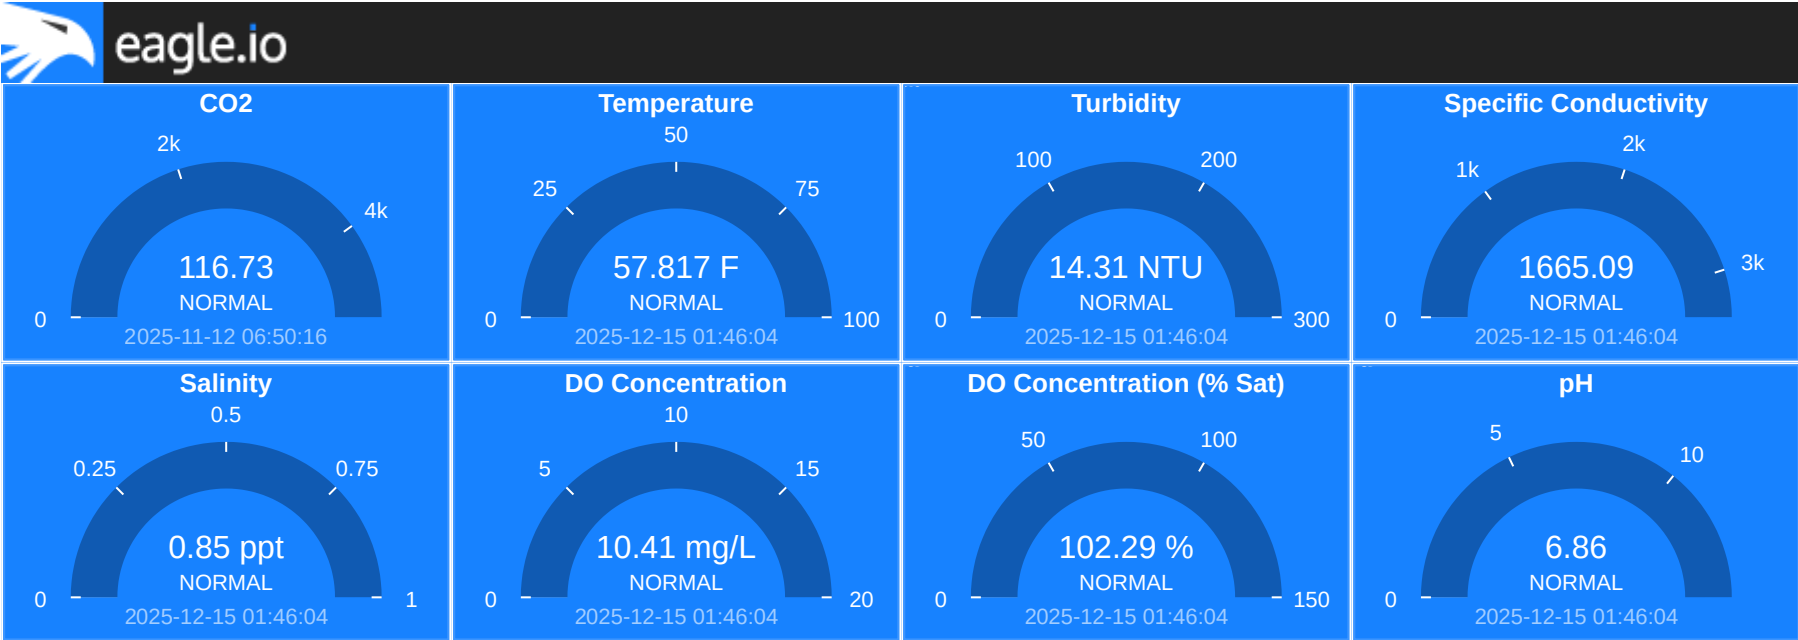 eagle.io
CO2
2k
4k
116.73
NORMAL
0
2025-11-12 06:50:16
Temperature
50
25
75
57.817 F
NORMAL
0
100
2025-12-15 01:46:04
Turbidity
100
200
14.31 NTU
NORMAL
0
300
2025-12-15 01:46:04
Specific Conductivity
2k
1k
3k
1665.09
NORMAL
0
2025-12-15 01:46:04
Salinity
0.5
0.25
0.75
0.85 ppt
NORMAL
0
1
2025-12-15 01:46:04
DO Concentration
10
5
15
10.41 mg/L
NORMAL
0
20
2025-12-15 01:46:04
DO Concentration (% Sat)
50
100
102.29 %
NORMAL
0
150
2025-12-15 01:46:04
pH
5
10
6.86
NORMAL
0
2025-12-15 01:46:04